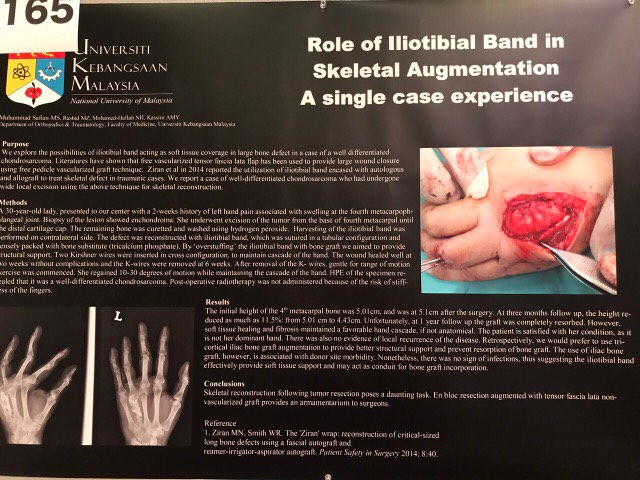 165
UNIVERSITI
KEBANGSAAN
MALAYSIA
National University of Malaysia
Role of Iliotibial Band in
Skeletal Augmentation
A single case experience
Muhammad Sufian MS, Rashid MZ, Mohamed-Haflah NH, Kassim AMY
Department of Orthopedics & Traumatology, Faculty of Medicine, Universiti Kebangsaan Malaysia
Purpose
We explore the possibilities of iliotibial band acting as soft tissue coverage in large bone defect in a case of a well differentiated
chondrosarcoma. Literatures have shown that free vascularized tensor fascia lata flap has been used to provide large wound closure
using free pedicle vascularized graft technique. Ziran et al in 2014 reported the utilization of iliotibial band encased with autologous
and allograft to treat skeletal defect in traumatic cases. We report a case of well-differentiated chondrosarcoma who had undergone
wide local excision using the above technique for skeletal reconstruction.
Methods
A 30-year-old lady, presented to our center with a 2-weeks history of left hand pain associated with swelling at the fourth metacarpoph-
alangeal joint. Biopsy of the lesion showed enchondroma. She underwent excision of the tumor from the base of fourth metacarpal until
the distal cartilage cap. The remaining bone was curetted and washed using hydrogen peroxide. Harvesting of the iliotibial band was
performed on contralateral side. The defect was reconstructed with iliotibial band, which was sutured in a tubular configuration and
densely packed with bone substitute (tricalcium phosphate). By 'overstuffing' the iliotibial band with bone graft we aimed to provide
structural support. Two Kirshner wires were inserted in cross configuration, to maintain cascade of the hand. The wound healed well at
two weeks without complications and the K-wires were removed at 6 weeks. After removal of the K- wires, gentle for range of motion
exercise was commenced. She regained 10-30 degrees of motion while maintaining the cascade of the hand. HPE of the specimen re-
vealed that it was a well-differentiated chondrosarcoma. Post-operative radiotherapy was not administered because of the risk of stiff-
ness of the fingers.
L
Results
The initial height of the 4th metacarpal bone was 5.01cm, and was at 5.1cm after the surgery. At three months follow up, the height re-
duced as much as 11.5%: from 5.01 cm to 4.43cm. Unfortunately, at 1 year follow up the graft was completely resorbed. However,
soft tissue healing and fibrosis maintained a favorable hand cascade, if not anatomical. The patient is satisfied with her condition, as it
is not her dominant hand. There was also no evidence of local recurrence of the disease. Retrospectively, we would prefer to use tri-
cortical iliac bone graft augmentation to provide better structural support and prevent resorption of bone graft. The use of iliac bone
graft, however, is associated with donor site morbidity. Nonetheless, there was no sign of infections, thus suggesting the iliotibial band
effectively provide soft tissue support and may act as conduit for bone graft incorporation.
Conclusions
Skeletal reconstruction following tumor resection poses a daunting task. En bloc resection augmented with tensor fascia lata non-
vascularized graft provides an armamentarium to surgeons.
Reference
1. Ziran MN, Smith WR. The 'Ziran' wrap: reconstruction of critical-sized
long bone defects using a fascial autograft and
reamer-irrigator-aspirator autograft. Patient Safety in Surgery 2014; 8:40.